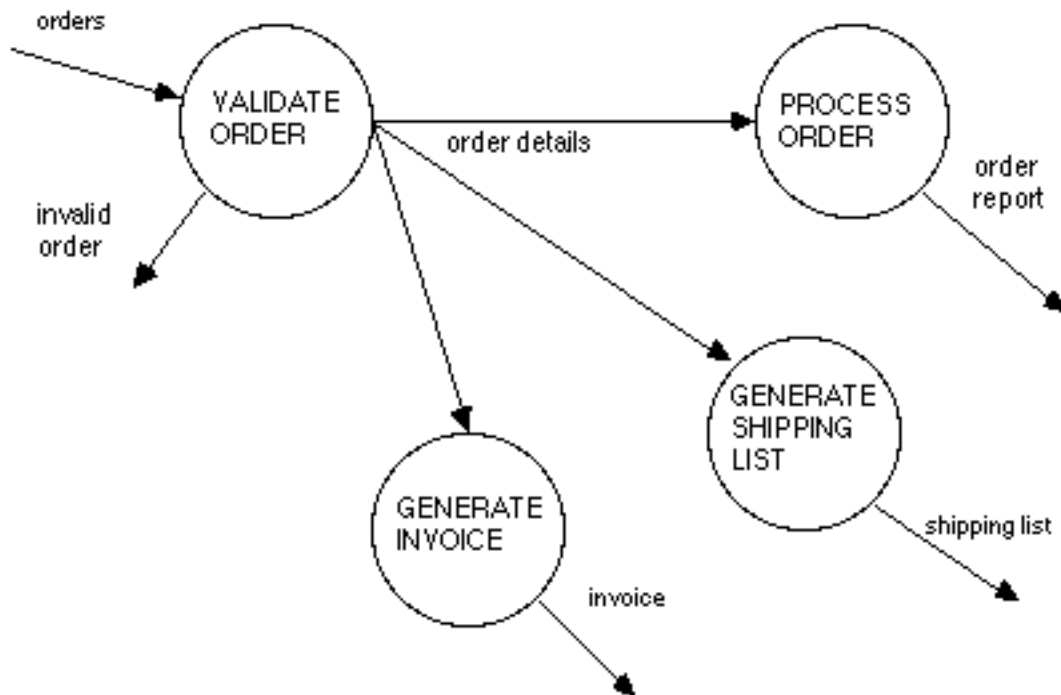 orders
VALIDATE
ORDER
PROCESS
ORDER
order details
order
report
invalid
order
GENERATE
SHIPPING
LIST
GENERATE
INVOICE
shipping list
invoice